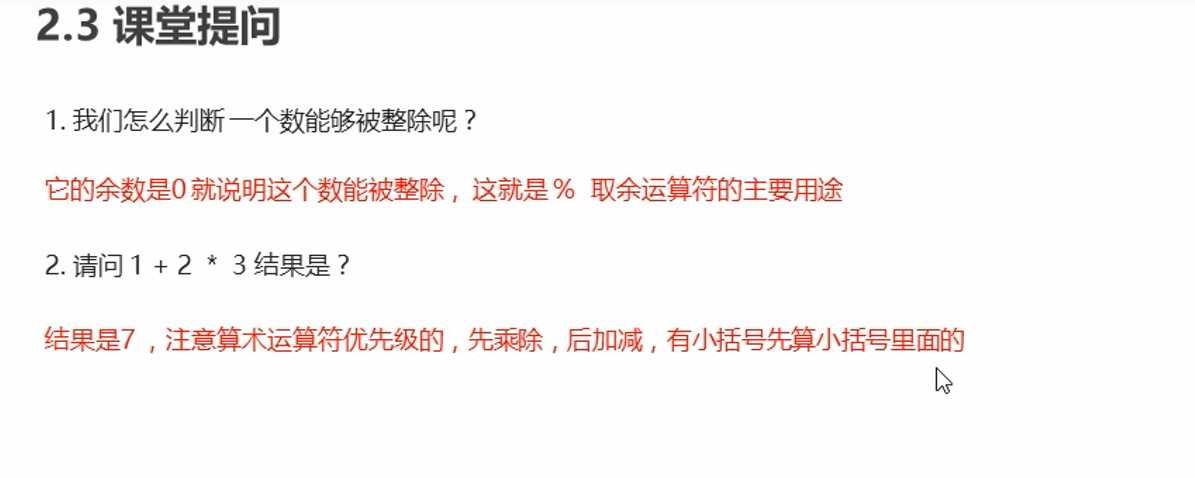 2.3 课堂提问
1. 我们怎么判断一个数能够被整除呢？
它的余数是0 就说明这个数能被整除， 这就是 % 取余运算符的主要用途
2. 请问 1 + 2 * 3 结果是？
结果是7 ，注意算术运算符优先级的，先乘除，后加减，有小括号先算小括号里面的